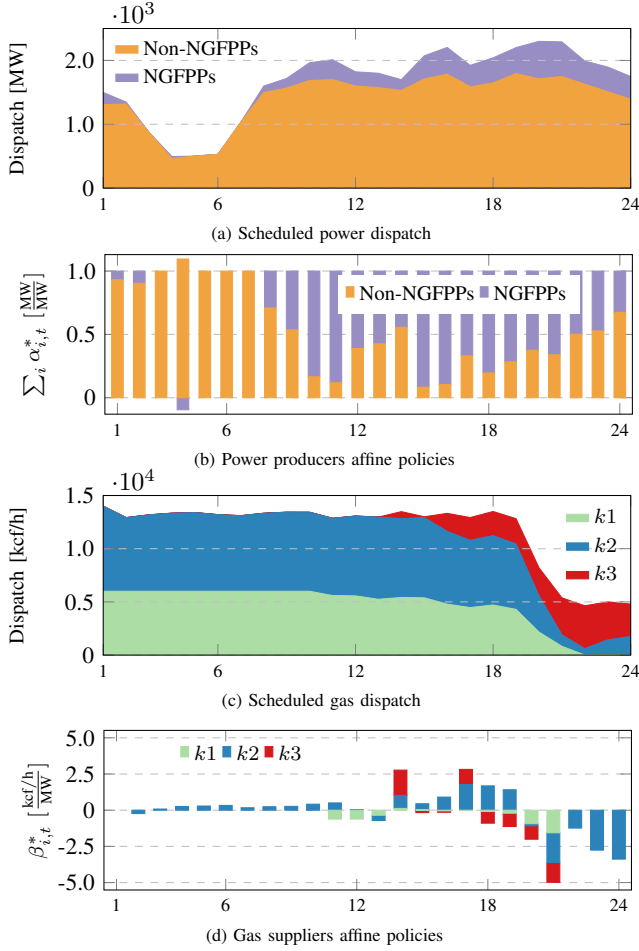 ·10³
Dispatch [MW]
2.0
1.0
0
Non-NGFPPs
NGFPPs
1 6 12 18 24
(a) Scheduled power dispatch
∑ᵢ α*ᵢ,ₜ [MW/MW]
1.0
0.5
0
Non-NGFPPs NGFPPs
1 6 12 18 24
(b) Power producers affine policies
·10⁴
Dispatch [kcf/h]
1.5
1.0
0.5
0
k1
k2
k3
1 6 12 18 24
(c) Scheduled gas dispatch
β*ᵢ,ₜ [kcf/h/MW]
5.0
2.5
0
-2.5
-5.0
k1 k2 k3
1 6 12 18 24
(d) Gas suppliers affine policies